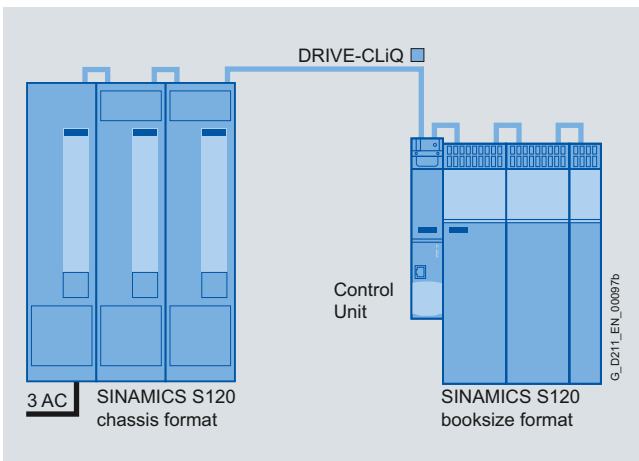 DRIVE-CLiQ
Control
Unit
3 AC
SINAMICS S120
chassis format
SINAMICS S120
booksize format
G_D211_EN_00097b